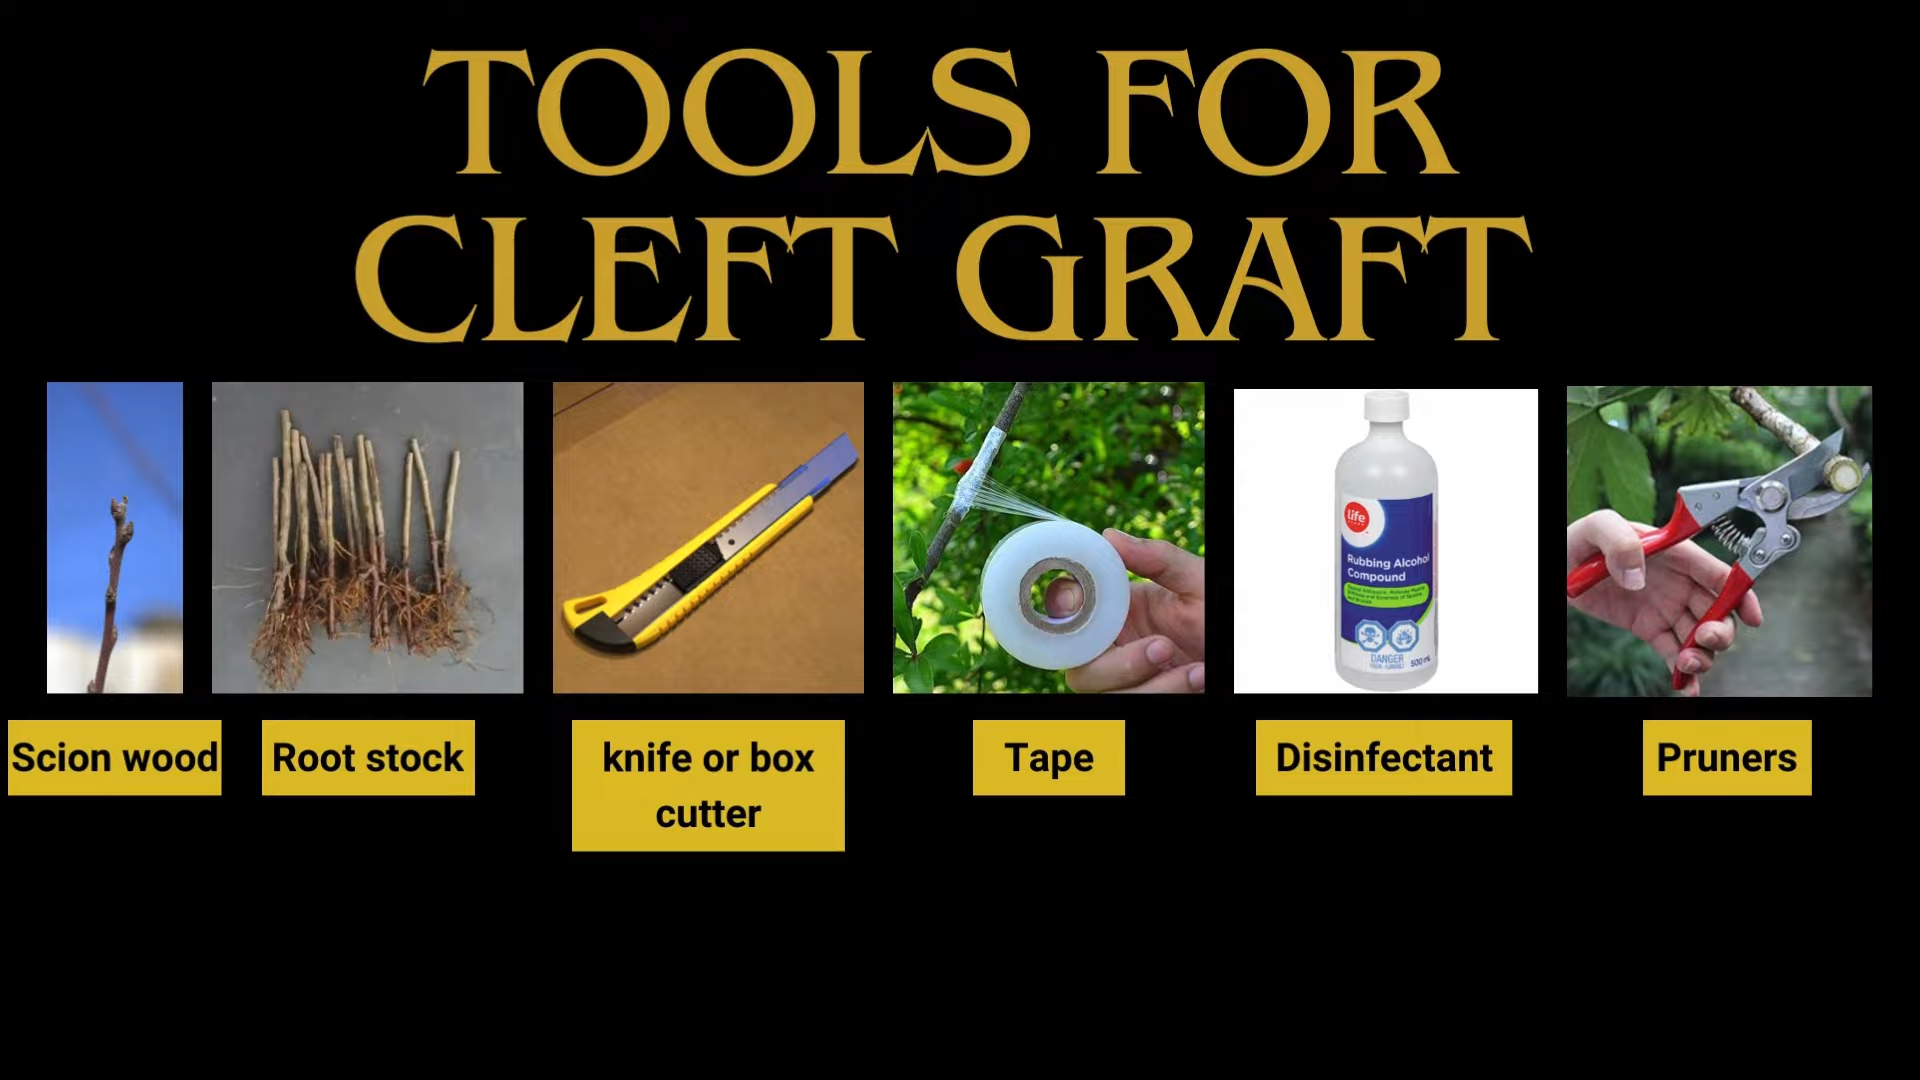 TOOLS FOR
CLEFT GRAFT
life
Rubbing Alcohol
Compound
DANGER
500 mL
Scion wood
Root stock
knife or box
cutter
Tape
Disinfectant
Pruners